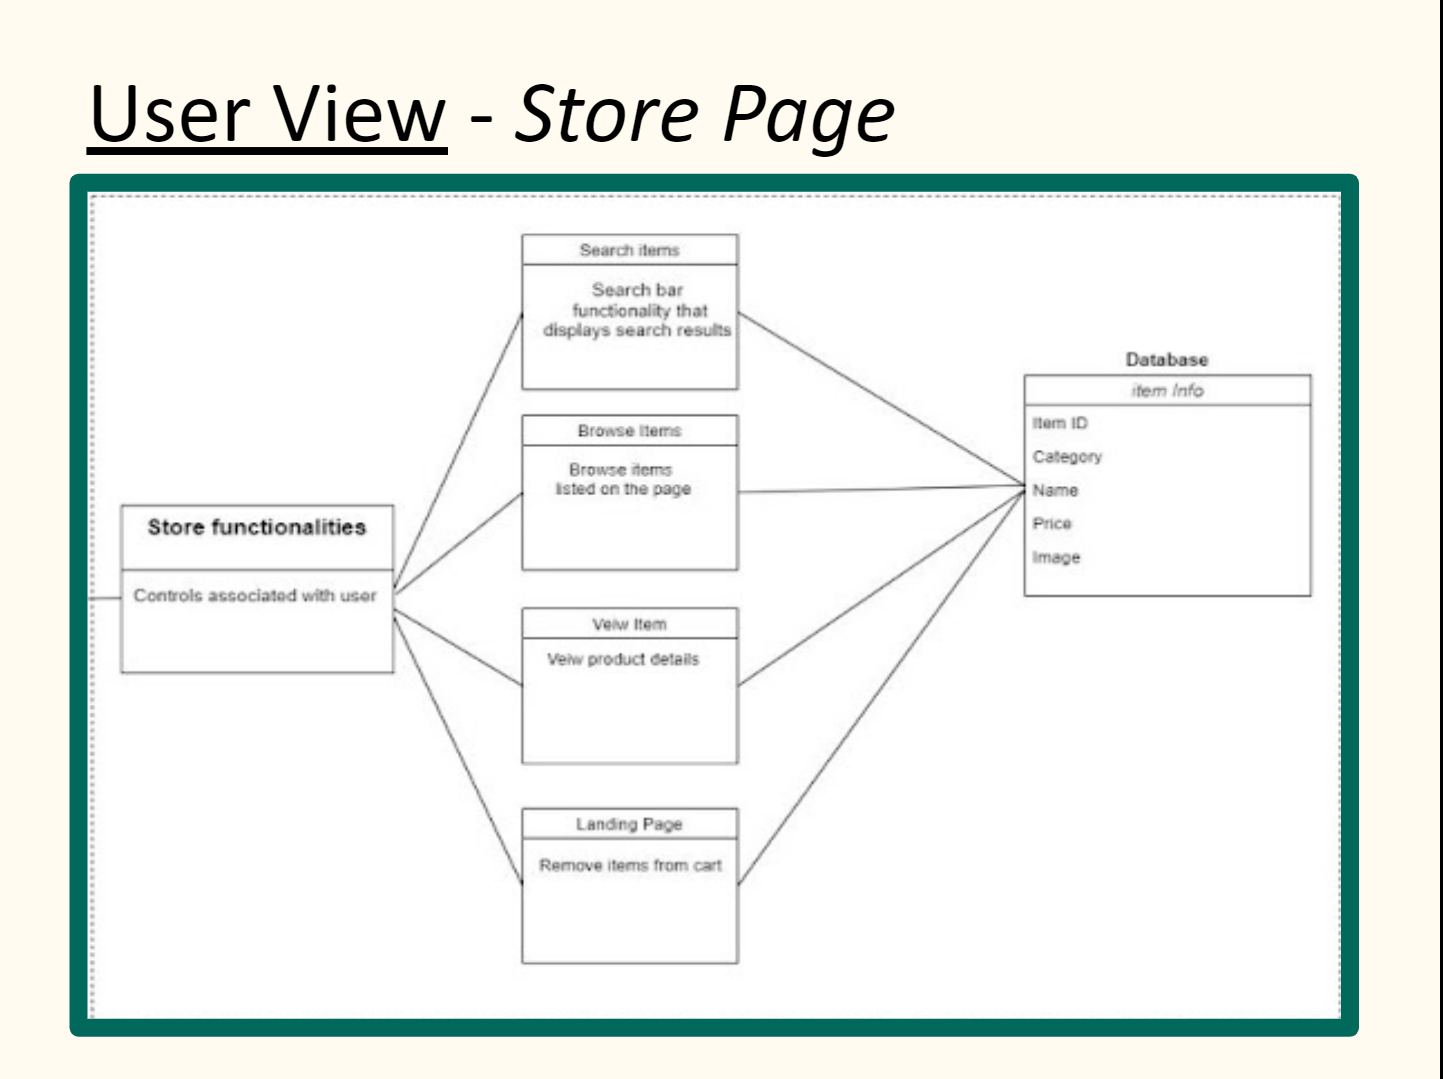 User View - Store Page
Search items
Search bar
functionality that
displays search results
Browse Items
Browse items
listed on the page
Store functionalities
Controls associated with user
Veiw Item
Veiw product details
Landing Page
Remove items from cart
Database
item Info
Item ID
Category
Name
Price
Image